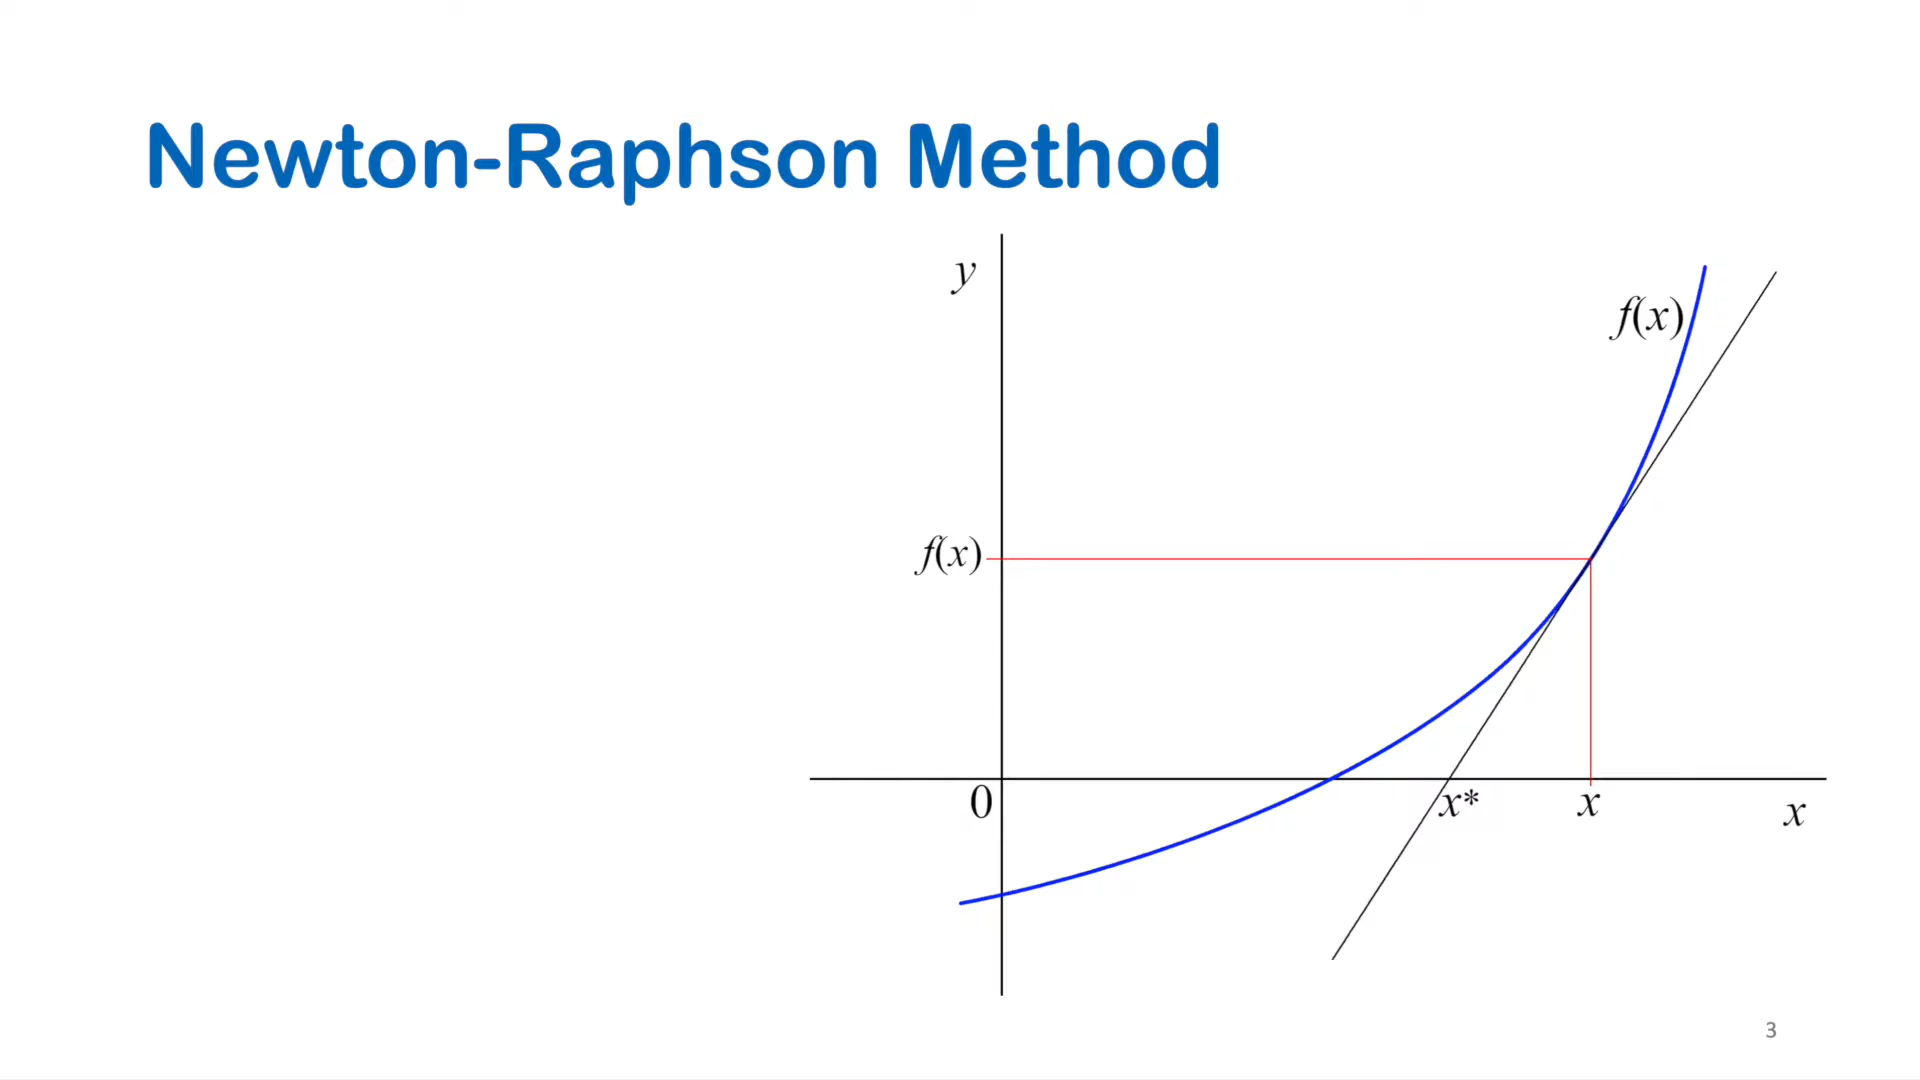 Newton-Raphson Method
y
f(x)
f(x)
0
x*
x
x
3